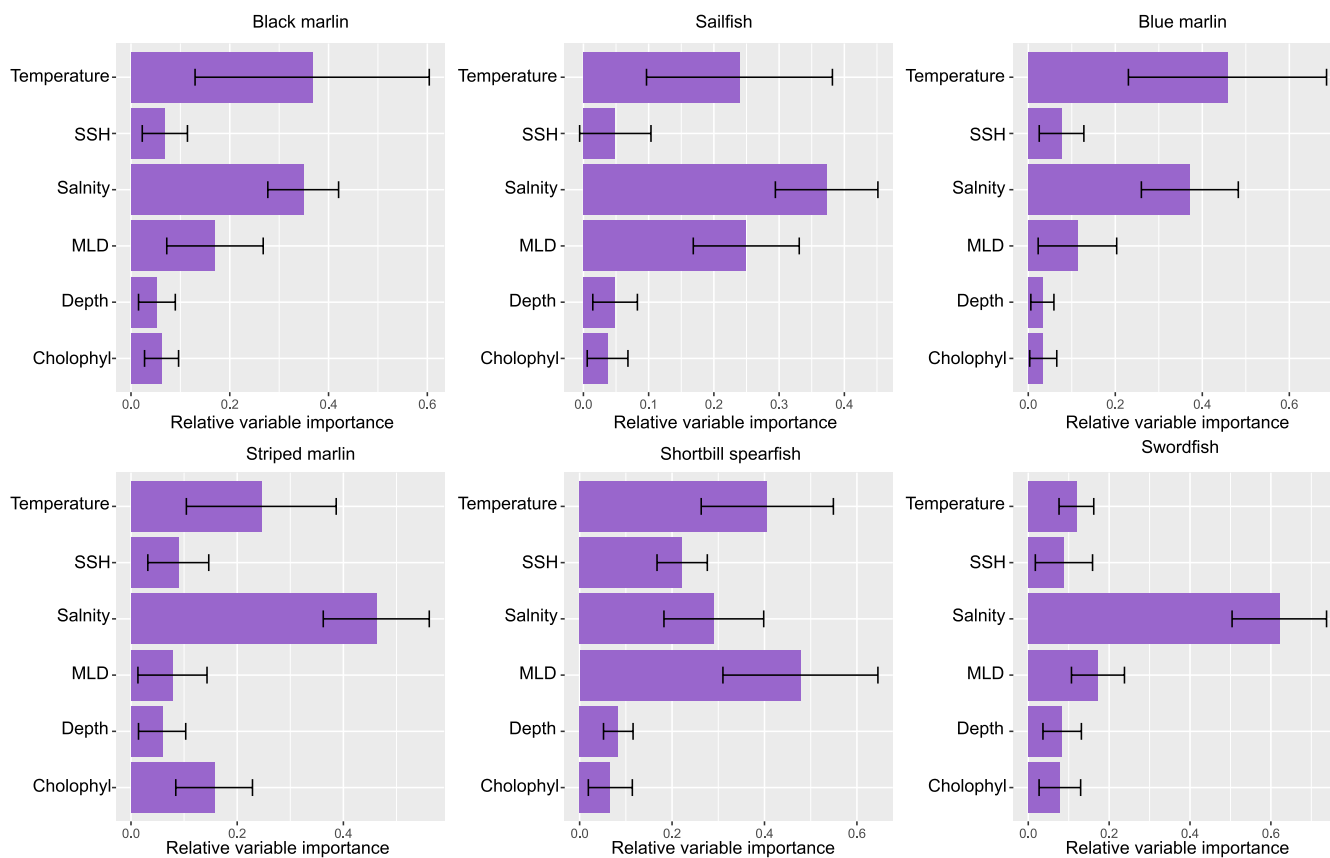 Black marlin
Temperature
SSH
Salnity
MLD
Depth
Cholophyl
0.0 0.2 0.4 0.6
Relative variable importance
Sailfish
Temperature
SSH
Salnity
MLD
Depth
Cholophyl
0.0 0.1 0.2 0.3 0.4
Relative variable importance
Blue marlin
Temperature
SSH
Salnity
MLD
Depth
Cholophyl
0.0 0.2 0.4 0.6
Relative variable importance
Striped marlin
Temperature
SSH
Salnity
MLD
Depth
Cholophyl
0.0 0.2 0.4
Relative variable importance
Shortbill spearfish
Temperature
SSH
Salnity
MLD
Depth
Cholophyl
0.0 0.2 0.4 0.6
Relative variable importance
Swordfish
Temperature
SSH
Salnity
MLD
Depth
Cholophyl
0.0 0.2 0.4 0.6
Relative variable importance